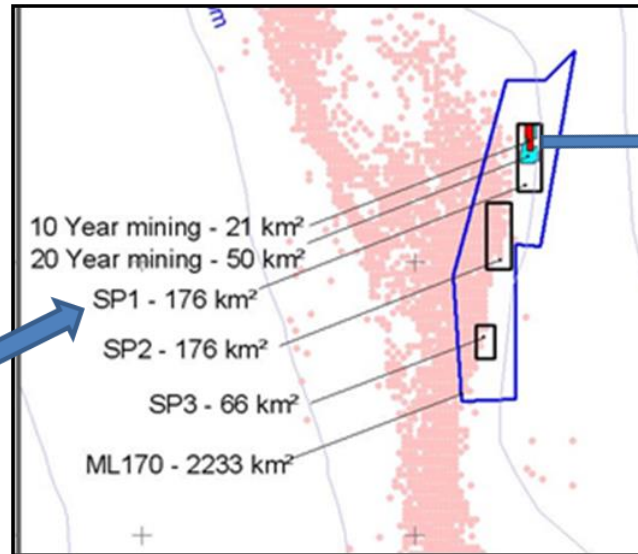 m
10 Year mining - 21 km²
20 Year mining - 50 km²
SP1 - 176 km²
SP2 - 176 km²
SP3 - 66 km²
ML170 - 2233 km²